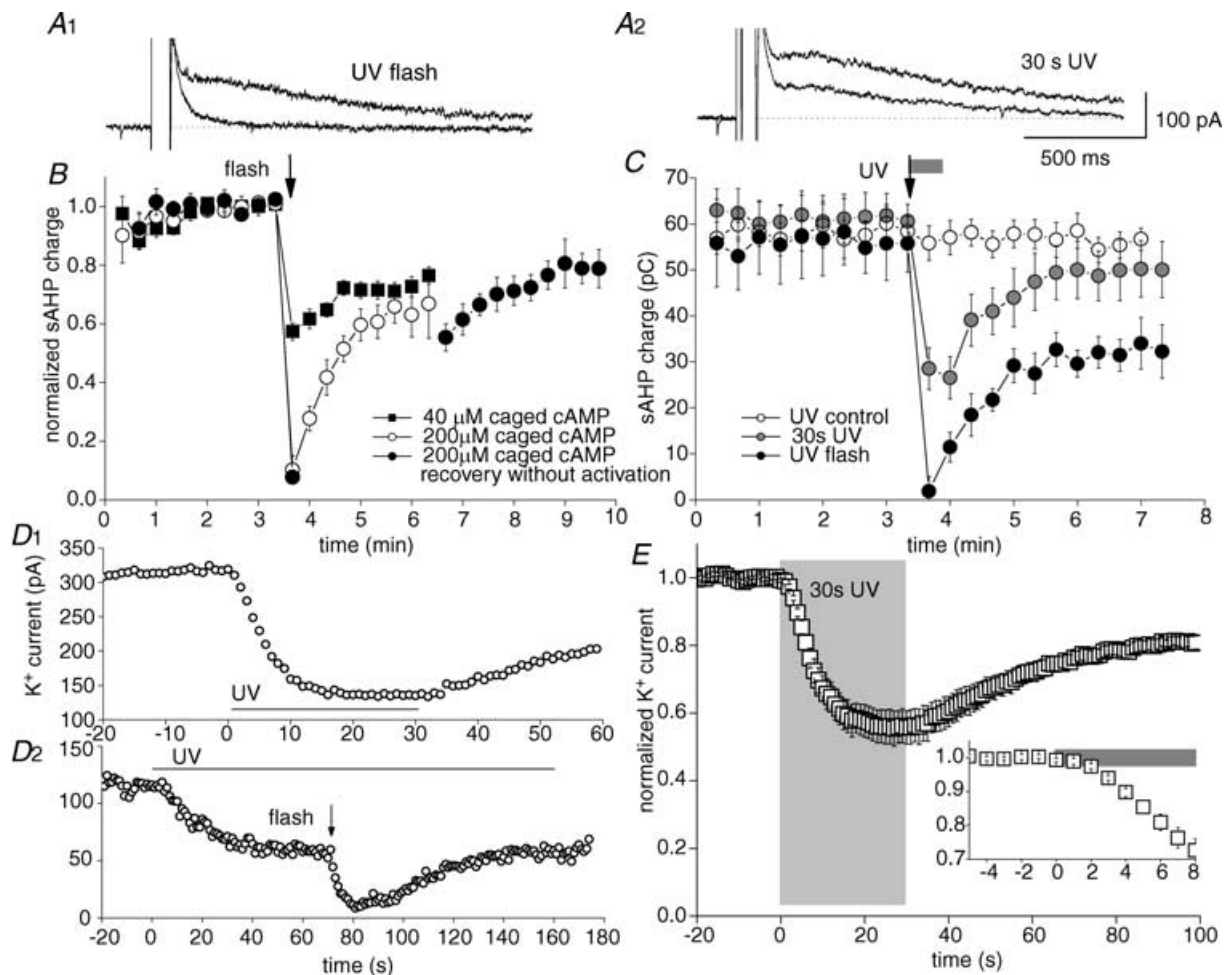 A1
UV flash
A2
30 s UV
100 pA
500 ms
B
flash
normalized sAHP charge
1.0
0.8
0.6
0.4
0.2
0.0
40 µM caged cAMP
200µM caged cAMP
200µM caged cAMP
recovery without activation
0 1 2 3 4 5 6 7 8 9 10
time (min)
C
UV
sAHP charge (pC)
70
60
50
40
30
20
10
0
UV control
30s UV
UV flash
0 1 2 3 4 5 6 7 8
time (min)
D1
K+ current (pA)
350
300
250
200
150
100
UV
-20 -10 0 10 20 30 40 50 60
D2
150
100
50
0
UV
flash
-20 0 20 40 60 80 100 120 140 160 180
time (s)
E
normalized K+ current
1.0
0.8
0.6
0.4
0.2
0.0
30s UV
1.0
0.9
0.8
0.7
-4 -2 0 2 4 6 8
-20 0 20 40 60 80 100
time (s)